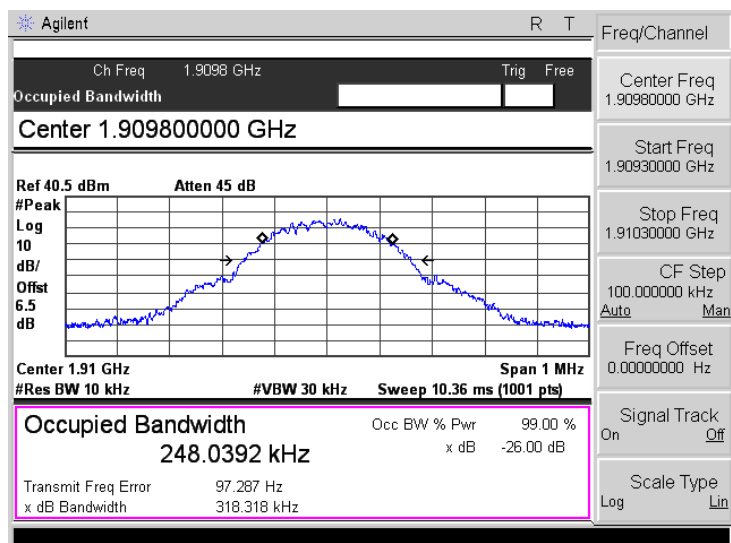 Agilent R T
Freq/Channel
Ch Freq 1.9098 GHz Trig Free
Occupied Bandwidth
Center 1.909800000 GHz
Ref 40.5 dBm Atten 45 dB
#Peak
Log
10
dB/
Offst
6.5
dB
Center 1.91 GHz Span 1 MHz
#Res BW 10 kHz #VBW 30 kHz Sweep 10.36 ms (1001 pts)
Occupied Bandwidth Occ BW % Pwr 99.00 %
248.0392 kHz x dB -26.00 dB
Transmit Freq Error 97.287 Hz
x dB Bandwidth 318.318 kHz
Center Freq
1.90980000 GHz
Start Freq
1.90930000 GHz
Stop Freq
1.91030000 GHz
CF Step
100.000000 kHz
Auto Man
Freq Offset
0.00000000 Hz
Signal Track
On Off
Scale Type
Log Lin